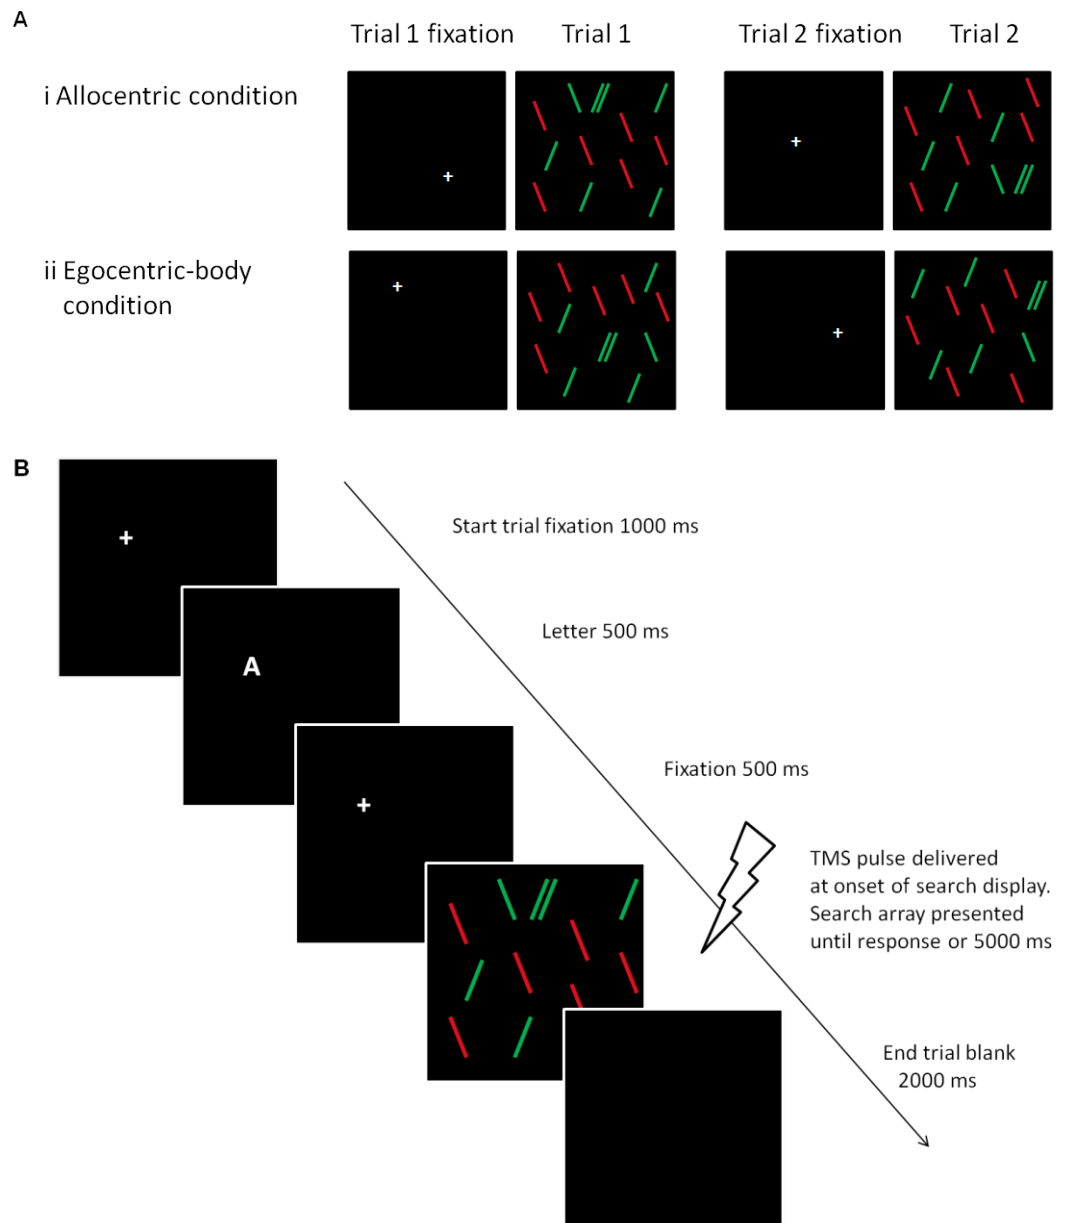 A
Trial 1 fixation Trial 1 Trial 2 fixation Trial 2
i Allocentric condition
ii Egocentric-body
condition
B
Start trial fixation 1000 ms
Letter 500 ms
A
Fixation 500 ms
TMS pulse delivered
at onset of search display.
Search array presented
until response or 5000 ms
End trial blank
2000 ms